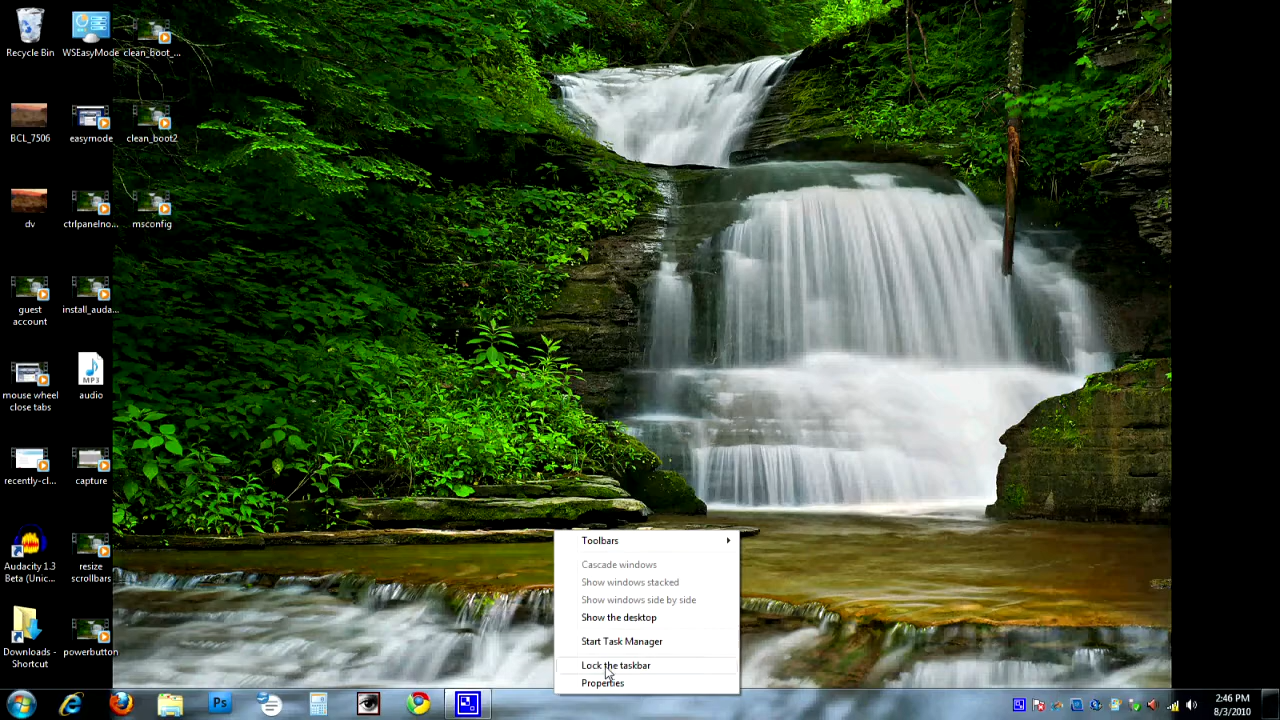 Recycle Bin
WSEasyMode
clean_boot_...
BCL_7506
easymode
clean_boot2
dv
ctrlpanelno...
msconfig
guest
account
install_auda...
mouse wheel
close tabs
MP3
audio
recently-cl...
capture
Audacity 1.3
Beta (Unic...
resize
scrollbars
Downloads -
Shortcut
powerbutton
Toolbars
Cascade windows
Show windows stacked
Show windows side by side
Show the desktop
Start Task Manager
Lock the taskbar
Properties
Ps
2:46 PM
8/3/2010